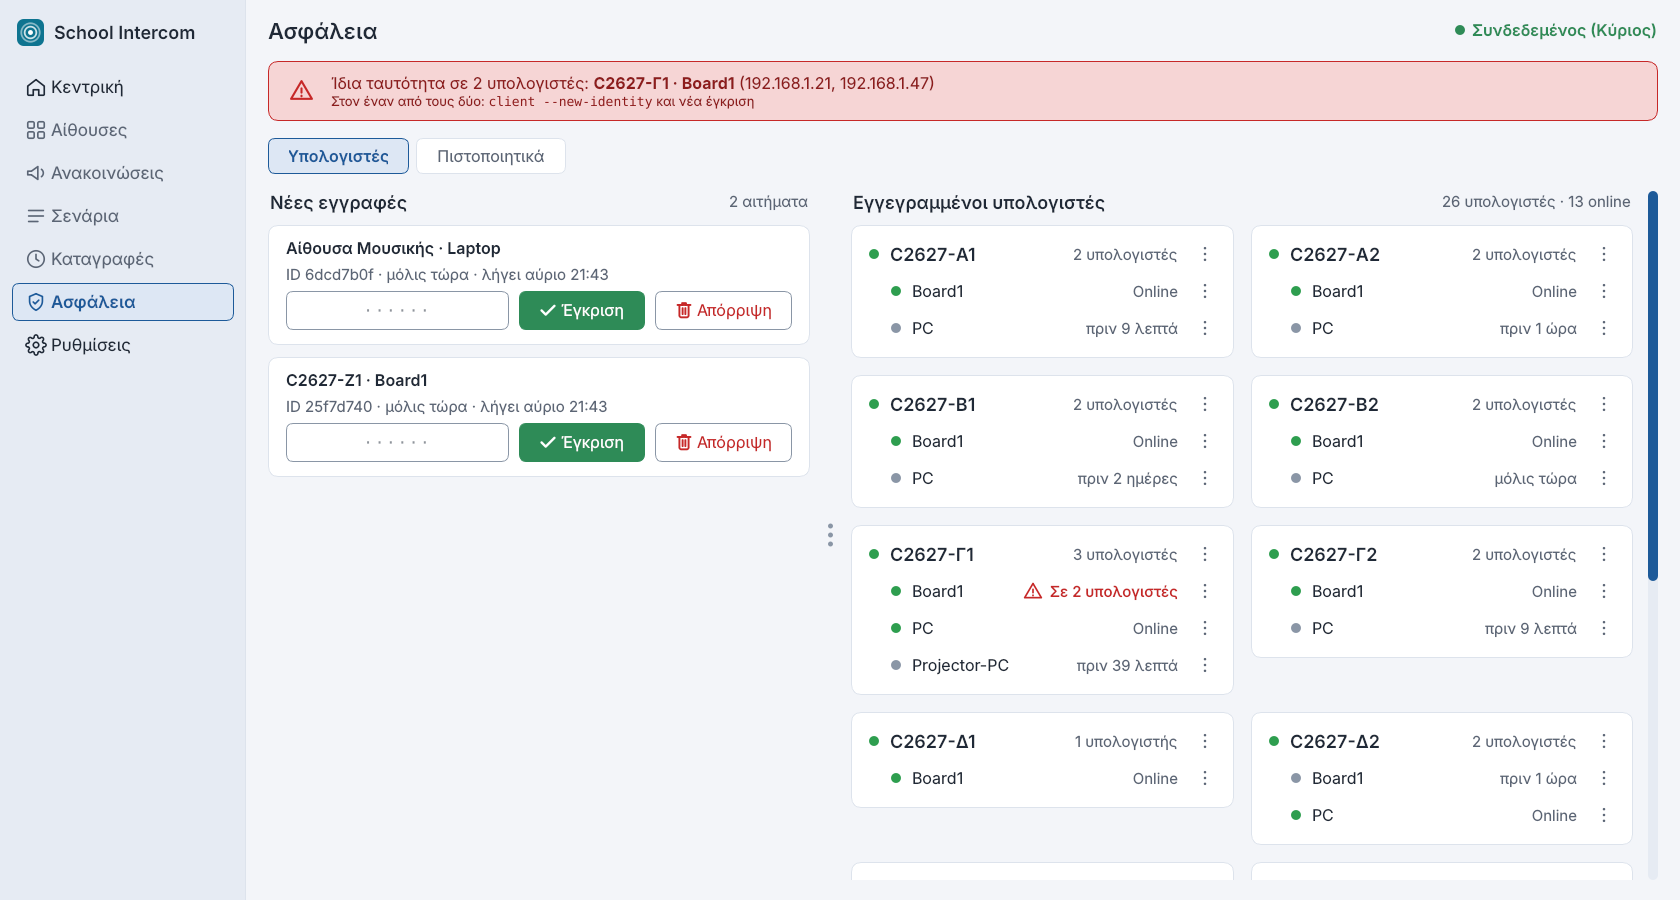 School Intercom
Κεντρική
Αίθουσες
Ανακοινώσεις
Σενάρια
Καταγραφές
Ασφάλεια
Ρυθμίσεις
Ασφάλεια
Συνδεδεμένος (Κύριος)
Ίδια ταυτότητα σε 2 υπολογιστές: C2627-Γ1 · Board1 (192.168.1.21, 192.168.1.47)
Στον έναν από τους δύο: client --new-identity και νέα έγκριση
Υπολογιστές
Πιστοποιητικά
Νέες εγγραφές
2 αιτήματα
Αίθουσα Μουσικής · Laptop
ID 6dcd7b0f · μόλις τώρα · λήγει αύριο 21:43
······
Έγκριση
Απόρριψη
C2627-Z1 · Board1
ID 25f7d740 · μόλις τώρα · λήγει αύριο 21:43
······
Έγκριση
Απόρριψη
Εγγεγραμμένοι υπολογιστές
26 υπολογιστές · 13 online
C2627-A1
2 υπολογιστές
Board1
Online
PC
πριν 9 λεπτά
C2627-A2
2 υπολογιστές
Board1
Online
PC
πριν 1 ώρα
C2627-B1
2 υπολογιστές
Board1
Online
PC
πριν 2 ημέρες
C2627-B2
2 υπολογιστές
Board1
Online
PC
μόλις τώρα
C2627-Γ1
3 υπολογιστές
Board1
Σε 2 υπολογιστές
PC
Online
Projector-PC
πριν 39 λεπτά
C2627-Γ2
2 υπολογιστές
Board1
Online
PC
πριν 9 λεπτά
C2627-Δ1
1 υπολογιστής
Board1
Online
C2627-Δ2
2 υπολογιστές
Board1
πριν 1 ώρα
PC
Online